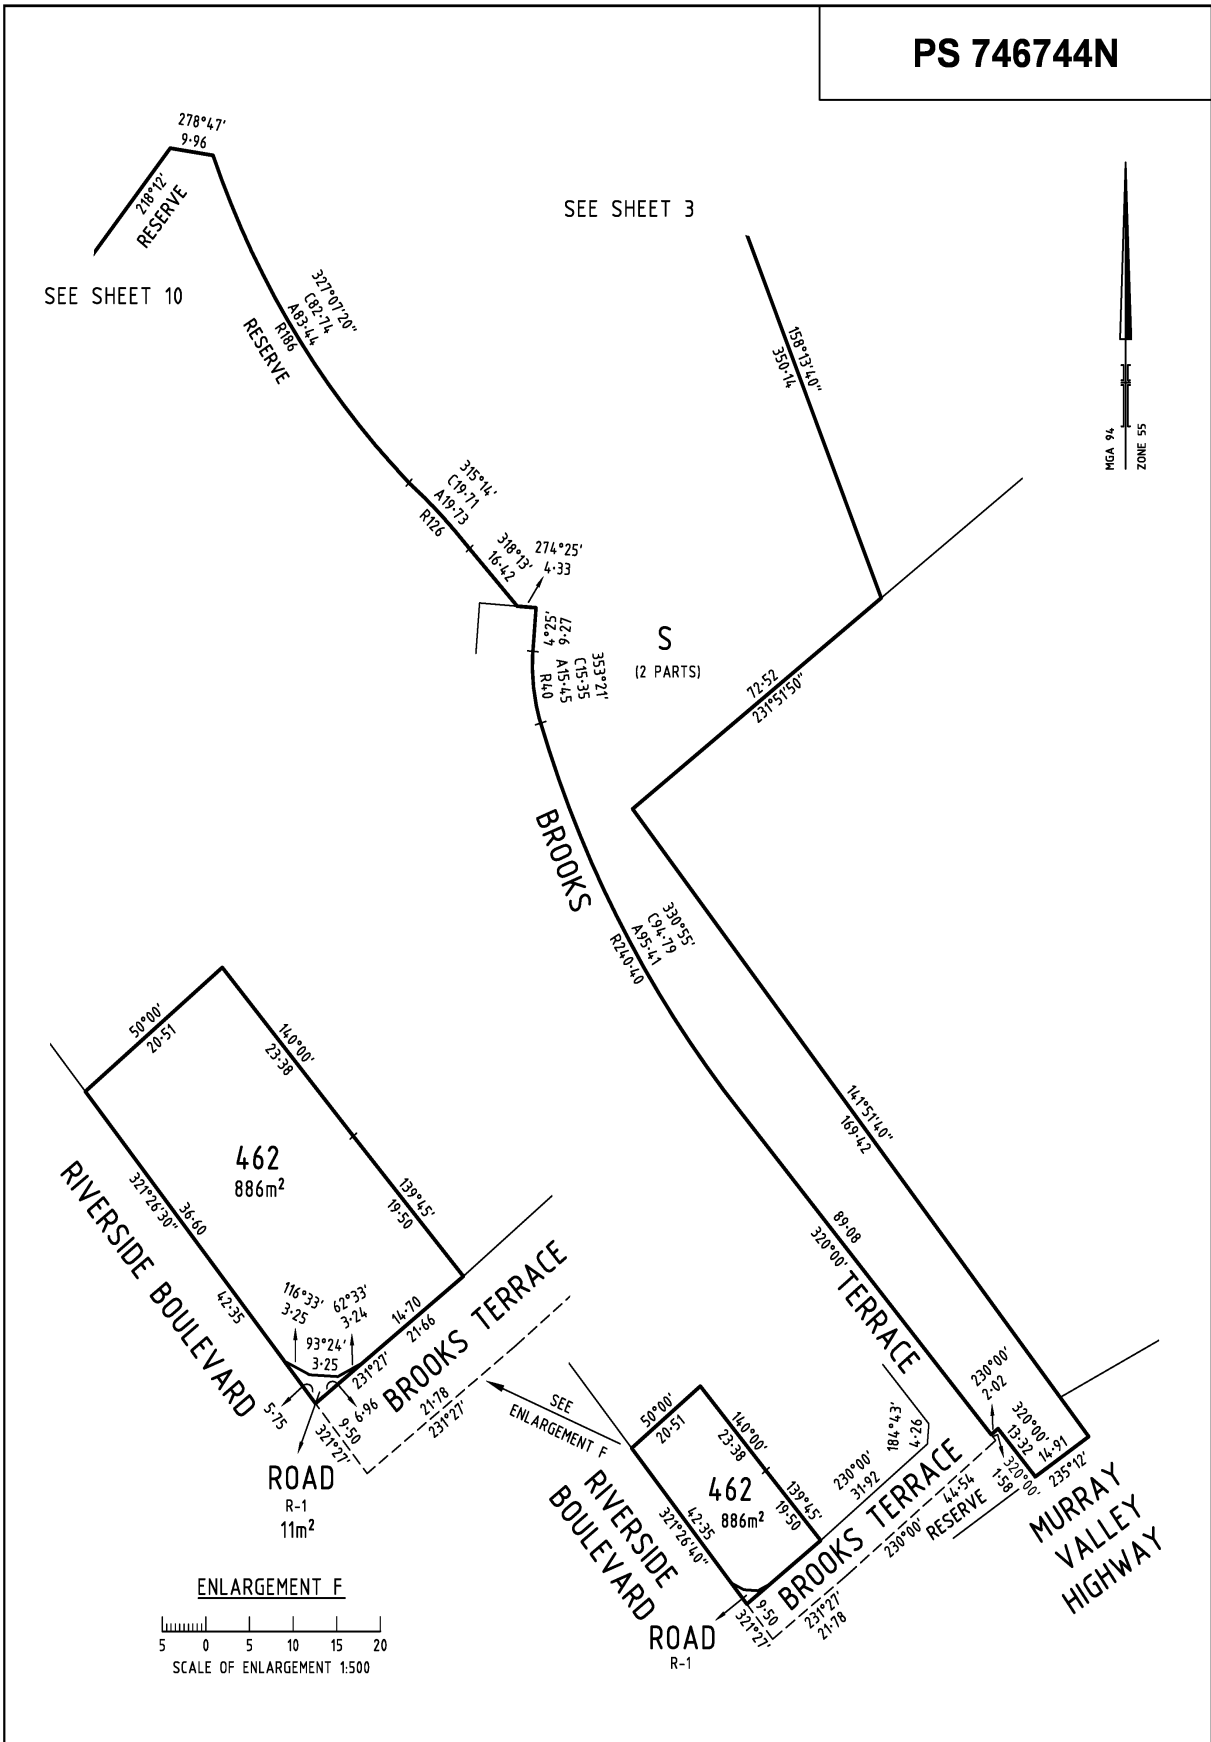 PS 746744N
278°47'
9·96
218°12'
RESERVE
SEE SHEET 10
SEE SHEET 3
327°07'20"
C82·74
A83·44
R186
RESERVE
158°13'40"
350·14
MGA 94
ZONE 55
315°14'
C19·71
A19·73
R126
318°13'
16·42
274°25'
4·33
4°25'
9·27
353°21'
C15·35
A15·45
R40
S
(2 PARTS)
72·52
231°51'50"
BROOKS
330°55'
C94·79
A95·41
R240·40
141°51'40"
169·42
89·08
320°00'
TERRACE
50°00'
20·51
140°00'
23·38
462
886m²
139°45'
19·50
321°26'30"
36·60
42·35
RIVERSIDE BOULEVARD
116°33'
3·25
62°33'
3·24
93°24'
3·25
14·70
21·66
231°27'
BROOKS TERRACE
21·78
231°27'
5·75
6·96
9·50
321°27'
ROAD
R-1
11m²
SEE
ENLARGEMENT F
50°00'
20·51
140°00'
23·38
462
886m²
139°45'
19·50
42·35
321°26'40"
RIVERSIDE
BOULEVARD
230°00'
31·92
184°43'
4·26
BROOKS TERRACE
44·54
230°00'
RESERVE
230°00'
2·02
320°00'
13·32
14·91
235°12'
320°00'
1·58
MURRAY
VALLEY
HIGHWAY
9·50
321°27'
231°27'
21·78
ROAD
R-1
ENLARGEMENT F
5 0 5 10 15 20
SCALE OF ENLARGEMENT 1:500